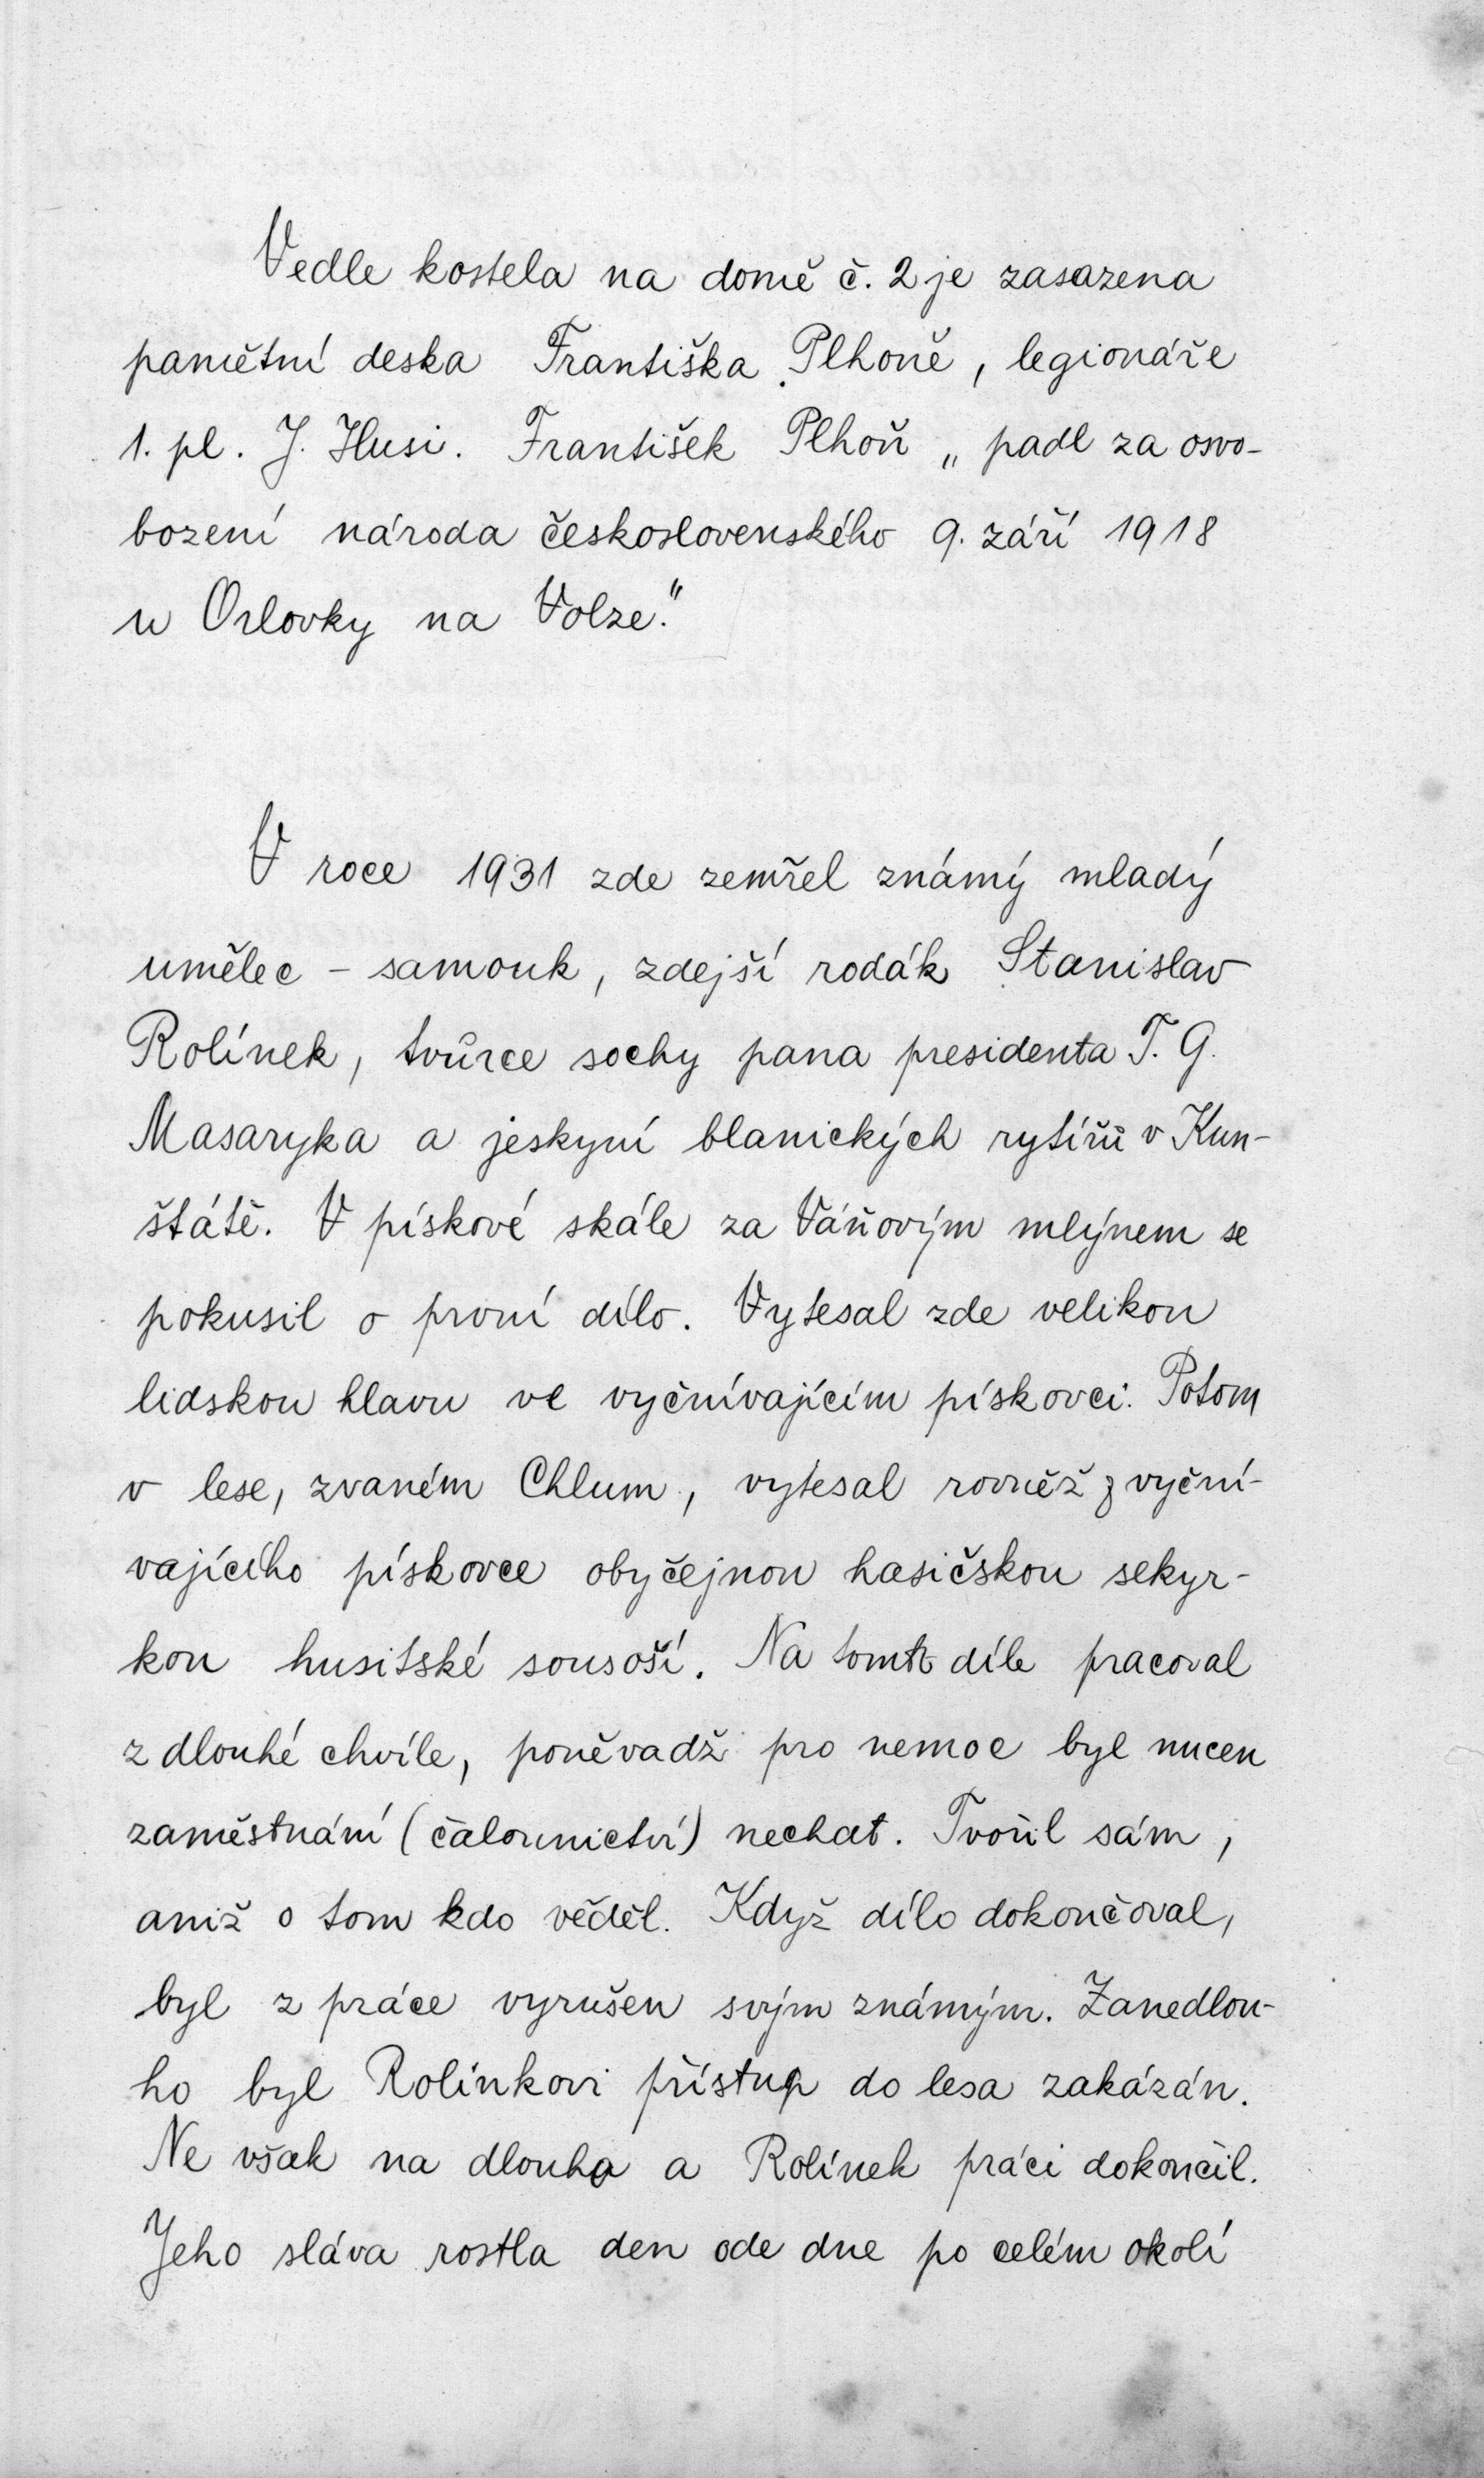 Vedle kostela na domě č. 2 je zasazena
pamětní deska Františka Plhoně, legionáře
1. pl. J. Husi. František Plhoň „padl za osvo-
bození národa československého 9. září 1918
u Orlovky na Volze."
V roce 1931 zde zemřel známý mladý
umělec - samouk, zdejší rodák Stanislav
Rolínek, tvůrce sochy pana presidenta T. G.
Masaryka a jeskyní blanických rytířů v Kun-
štátě. V pískové skále za Váňovým mlýnem se
pokusil o první dílo. Vytesal zde velikou
lidskou hlavu ve vyčnívajícím pískovci. Potom
v lese, zvaném Chlum, vytesal rovněž z vyční-
vajícího pískovce obyčejnou hasičskou sekyr-
kou husitské sousoší. Na tomto díle pracoval
z dlouhé chvíle, poněvadž pro nemoc byl nucen
zaměstnání (čalounictví) nechat. Tvořil sám,
aniž o tom kdo věděl. Když dílo dokončoval,
byl z práce vyrušen svým známým. Zanedlou-
ho byl Rolínkovi přístup do lesa zakázán.
Ne však na dlouho a Rolínek práci dokončil.
Jeho sláva rostla den ode dne po celém okolí